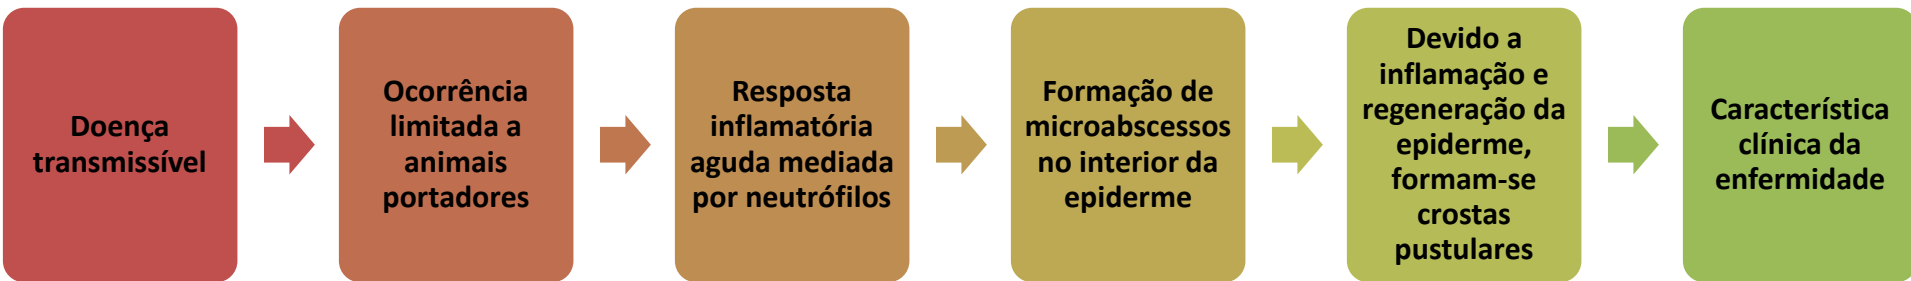 Doença
transmissível
Ocorrência
limitada a
animais
portadores
Resposta
inflamatória
aguda mediada
por neutrófilos
Formação de
microabscessos
no interior da
epiderme
Devido a
inflamação e
regeneração da
epiderme,
formam-se
crostas
pustulares
Característica
clínica da
enfermidade